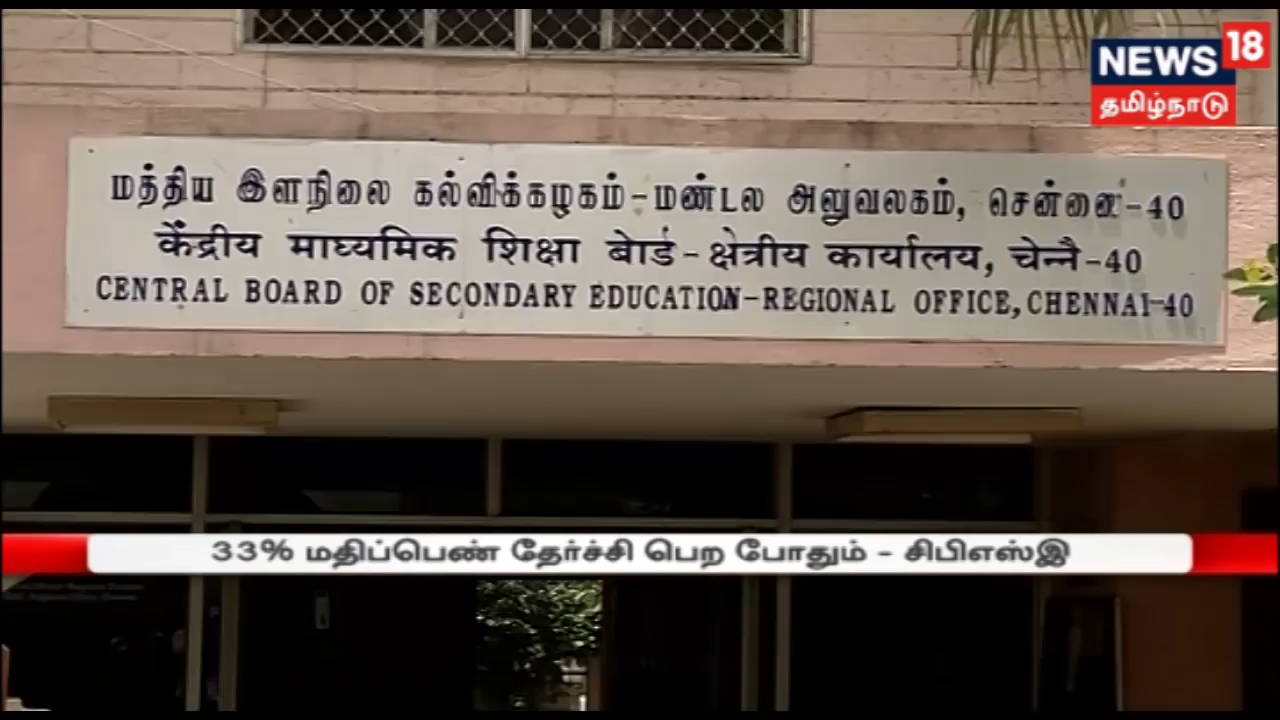 NEWS 18
தமிழ்நாடு
மத்திய இளநிலை கல்விக்கழகம்-மண்டல அலுவலகம், சென்னை-40
केंद्रीय माध्यमिक शिक्षा बोर्ड-क्षेत्रीय कार्यालय, चेन्नै-40
CENTRAL BOARD OF SECONDARY EDUCATION-REGIONAL OFFICE, CHENNAI-40
33% மதிப்பெண் தேர்ச்சி பெற போதும் - சிபிஎஸ்இ